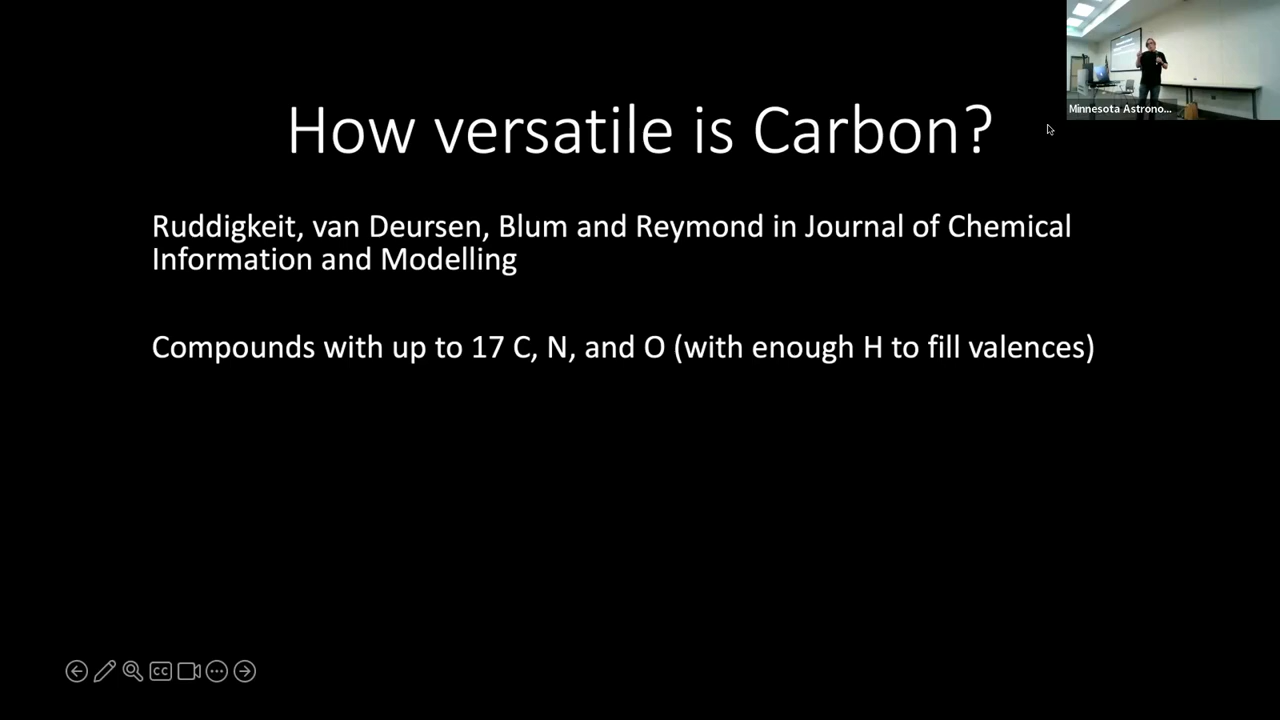 How versatile is Carbon?
Minnesota Astrono...
Ruddigkeit, van Deursen, Blum and Reymond in Journal of Chemical
Information and Modelling
Compounds with up to 17 C, N, and O (with enough H to fill valences)
CC